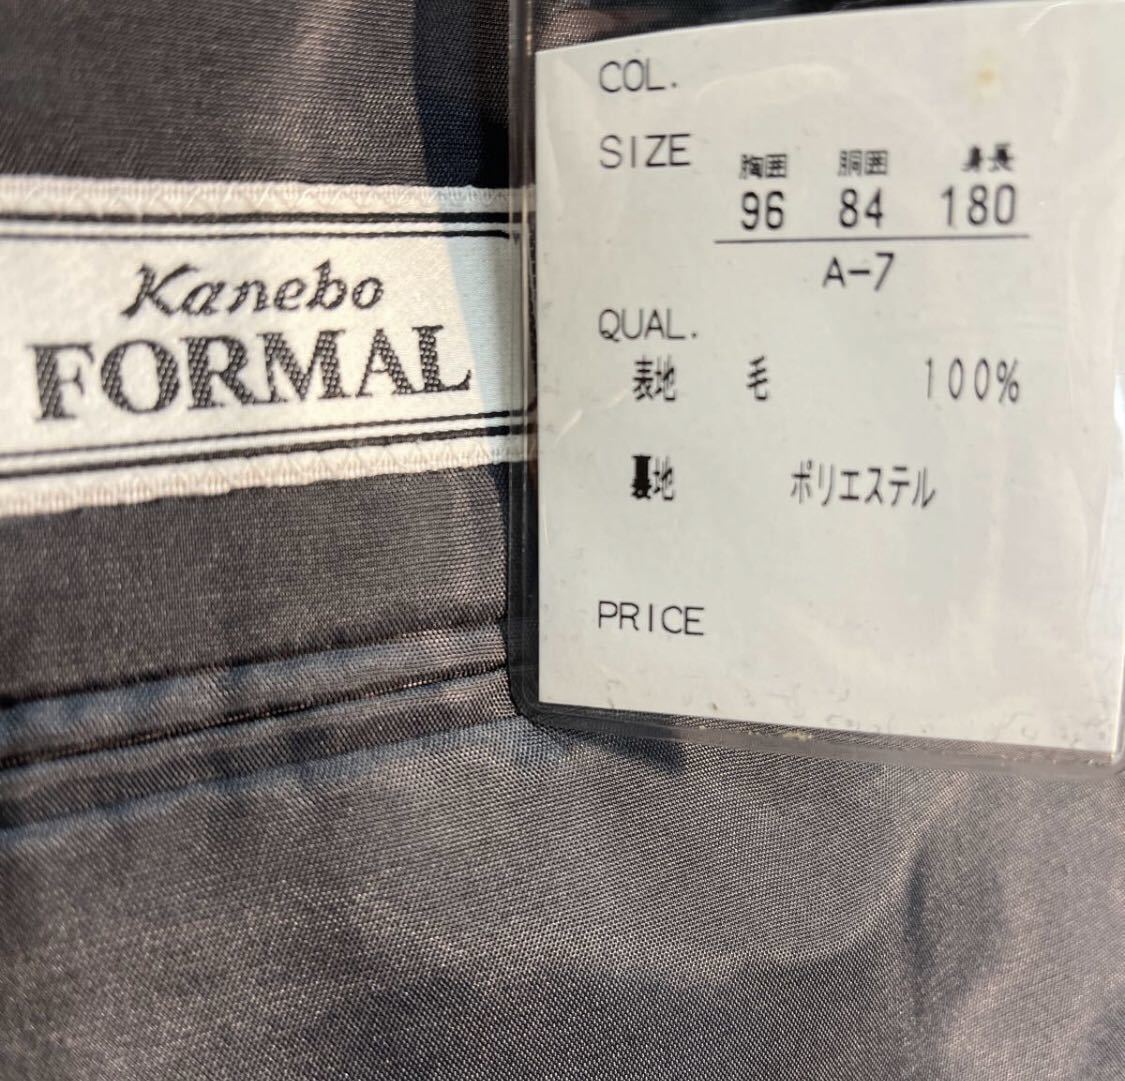 Kanebo
FORMAL
COL.
SIZE 胸囲 胴囲 身長
96 84 180
A-7
QUAL.
表地 毛 100%
裏地 ポリエステル
PRICE